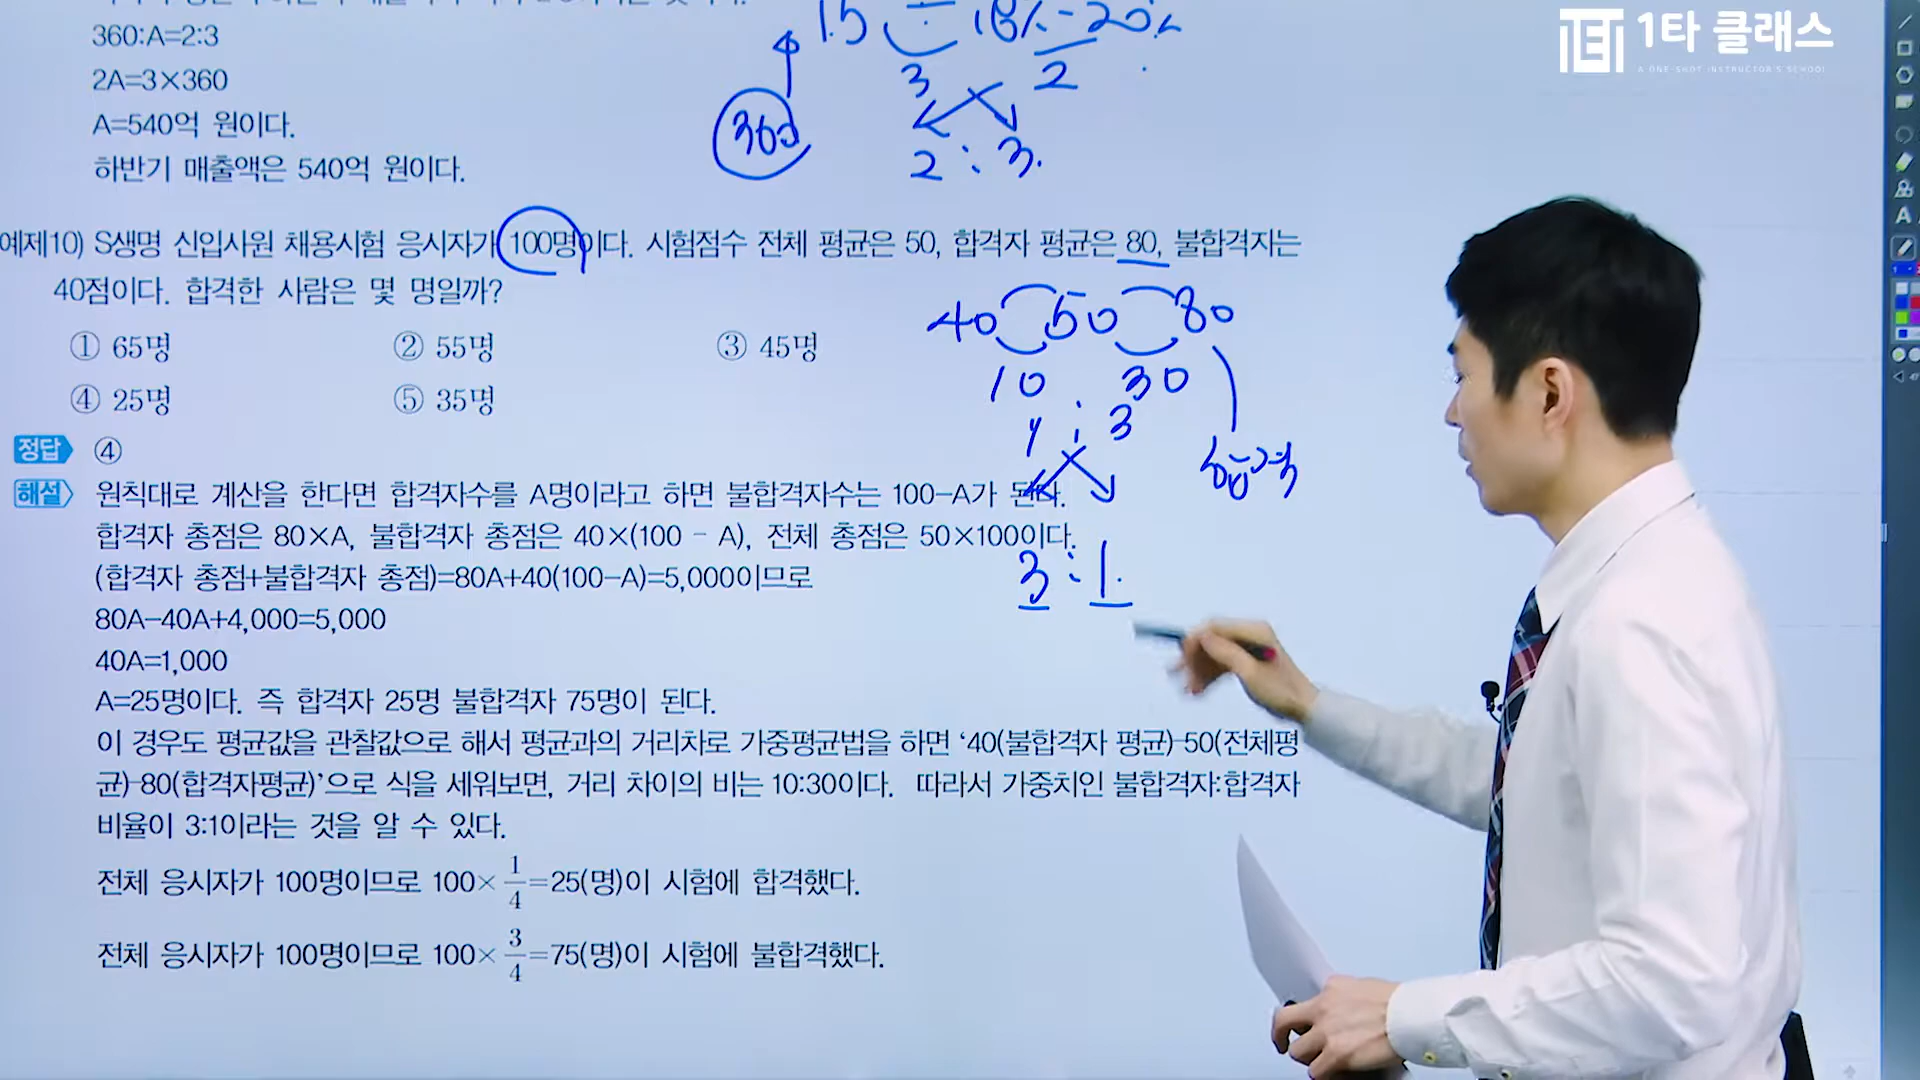 1타 클래스
A ONE-SHOT INSTRUCTOR'S SCHOOL
360:A=2:3
2A=3×360
A=540억 원이다.
하반기 매출액은 540억 원이다.
15 18%-20%
3 2
360
2 : 3.
예제10) S생명 신입사원 채용시험 응시자가 100명이다. 시험점수 전체 평균은 50, 합격자 평균은 80, 불합격자는
40점이다. 합격한 사람은 몇 명일까?
① 65명 ② 55명 ③ 45명
④ 25명 ⑤ 35명
40 50 80
10 : 30
1 : 3
합격
3 : 1.
정답 ④
해설 원칙대로 계산을 한다면 합격자수를 A명이라고 하면 불합격자수는 100-A가 된다.
합격자 총점은 80×A, 불합격자 총점은 40×(100 - A), 전체 총점은 50×100이다.
(합격자 총점+불합격자 총점)=80A+40(100-A)=5,000이므로
80A-40A+4,000=5,000
40A=1,000
A=25명이다. 즉 합격자 25명 불합격자 75명이 된다.
이 경우도 평균값을 관찰값으로 해서 평균과의 거리차로 가중평균법을 하면 ‘40(불합격자 평균)-50(전체평
균)-80(합격자평균)’으로 식을 세워보면, 거리 차이의 비는 10:30이다. 따라서 가중치인 불합격자:합격자
비율이 3:1이라는 것을 알 수 있다.
전체 응시자가 100명이므로 100×1/4=25(명)이 시험에 합격했다.
전체 응시자가 100명이므로 100×3/4=75(명)이 시험에 불합격했다.